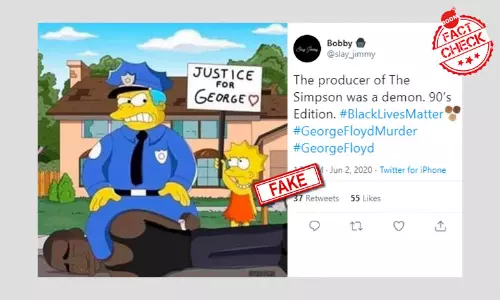 BOOM
FACT
CHECK
JUSTICE
FOR
GEORGE♡
FAKE
Bobby
@slay_jimmy
The producer of The
Simpson was a demon. 90's
Edition. #BlackLivesMatter
#GeorgeFloydMurder
#GeorgeFloyd
· Jun 2, 2020 · Twitter for iPhone
37 Retweets 55 Likes